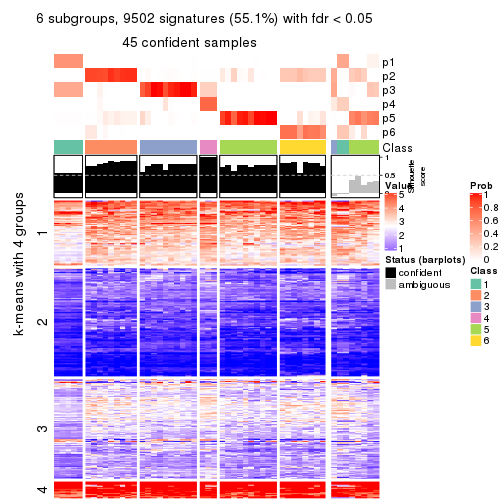 6 subgroups, 9502 signatures (55.1%) with fdr < 0.05
45 confident samples
p1
p2
p3
p4
p5
p6
Class
1
0.5
0
Silhouette
score
k-means with 4 groups
1
2
3
4
Value
5
4
3
2
1
Status (barplots)
confident
ambiguous
Prob
1
0.8
0.6
0.4
0.2
0
Class
1
2
3
4
5
6